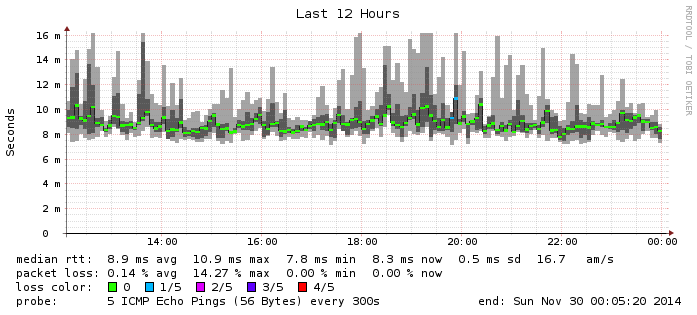 Last 12 Hours
RRDTOOL / TOBI OETIKER
Seconds
16 m
14 m
12 m
10 m
8 m
6 m
4 m
2 m
0
14:00 16:00 18:00 20:00 22:00 00:00
median rtt: 8.9 ms avg 10.9 ms max 7.8 ms min 8.3 ms now 0.5 ms sd 16.7 am/s
packet loss: 0.14 % avg 14.27 % max 0.00 % min 0.00 % now
loss color: 0 1/5 2/5 3/5 4/5
probe: 5 ICMP Echo Pings (56 Bytes) every 300s end: Sun Nov 30 00:05:20 2014